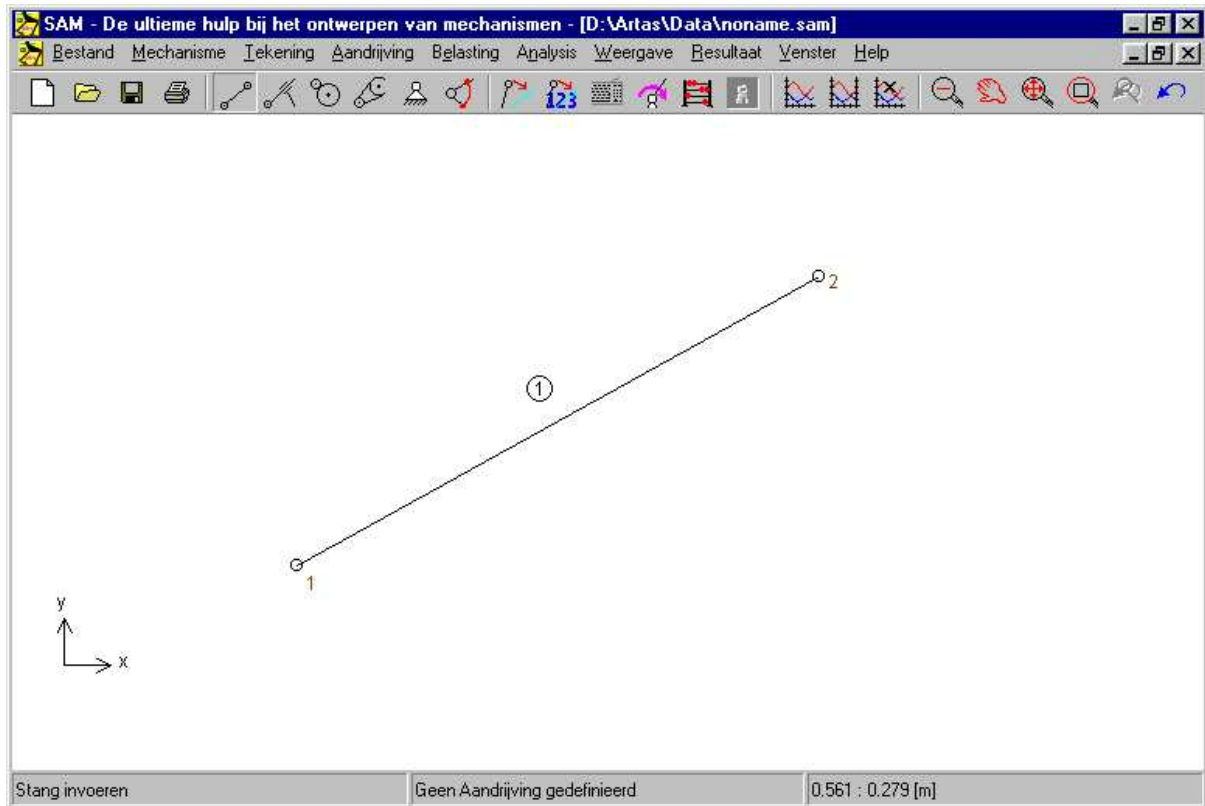 SAM - De ultieme hulp bij het ontwerpen van mechanismen - [D:\Artas\Data\noname.sam]
Bestand Mechanisme Tekening Aandrijving Belasting Analysis Weergave Resultaat Venster Help
123
2
1
1
y
x
Stang invoeren Geen Aandrijving gedefinieerd 0.561 : 0.279 [m]